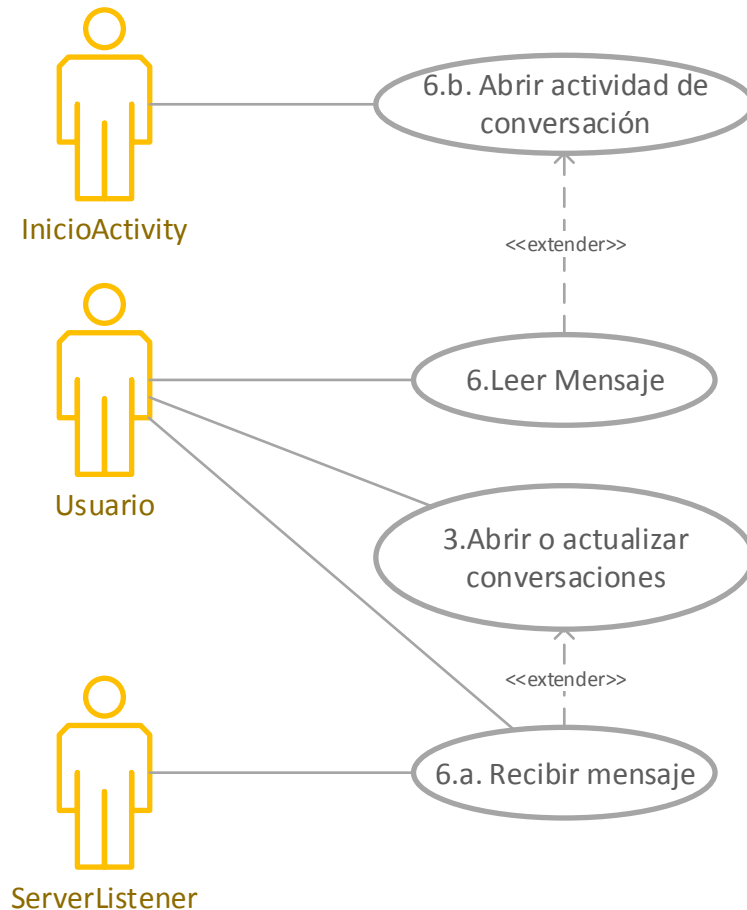 6.b. Abrir actividad de
conversación
InicioActivity
<<extender>>
6.Leer Mensaje
Usuario
3.Abrir o actualizar
conversaciones
<<extender>>
6.a. Recibir mensaje
ServerListener